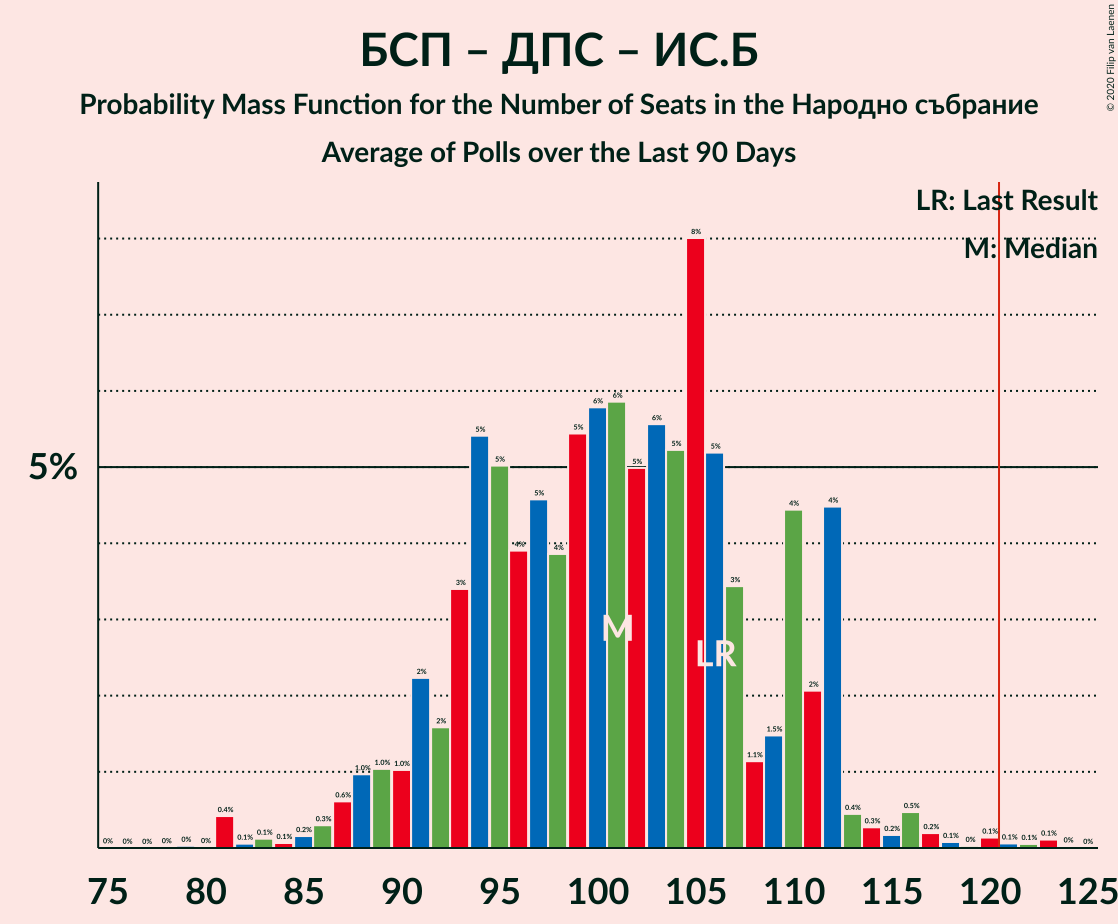 БСП – ДПС – ИС.Б
Probability Mass Function for the Number of Seats in the Народно събрание
Average of Polls over the Last 90 Days
© 2020 Filip van Laenen
LR: Last Result
M: Median
5%
0% 0% 0% 0% 0% 0% 0.4% 0.1% 0.1% 0.1% 0.2% 0.3% 0.6% 1.0% 1.0% 1.0% 2% 2% 3% 5% 5% 4% 5% 4% 5% 6% 6% 5% 6% 5% 8% 5% 3% 1.1% 1.5% 4% 2% 4% 0.4% 0.3% 0.2% 0.5% 0.2% 0.1% 0% 0.1% 0.1% 0.1% 0.1% 0% 0%
M
LR
75 80 85 90 95 100 105 110 115 120 125